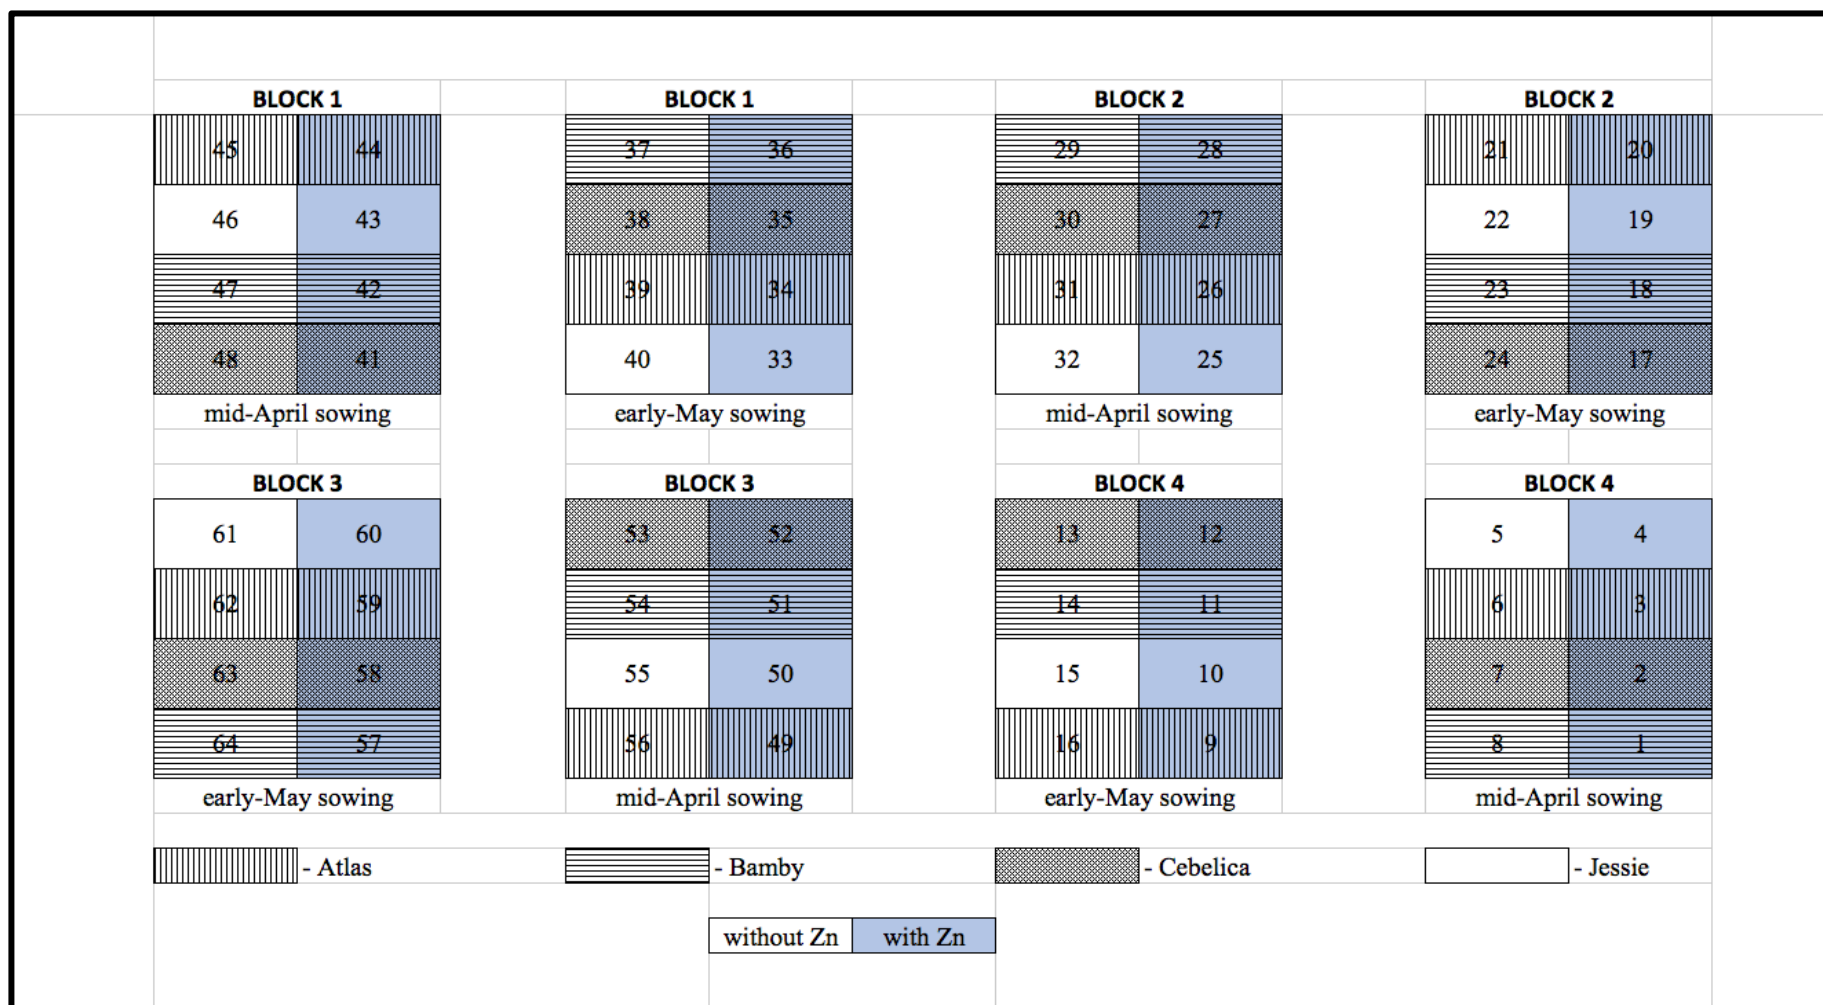 BLOCK 1 BLOCK 1 BLOCK 2 BLOCK 2
45 44 37 36 29 28 21 20
46 43 38 35 30 27 22 19
47 42 39 34 31 26 23 18
48 41 40 33 32 25 24 17
mid-April sowing early-May sowing mid-April sowing early-May sowing
BLOCK 3 BLOCK 3 BLOCK 4 BLOCK 4
61 60 53 52 13 12 5 4
62 59 54 51 14 11 6 3
63 58 55 50 15 10 7 2
64 57 56 49 16 9 8 1
early-May sowing mid-April sowing early-May sowing mid-April sowing
- Atlas - Bamby - Cebelica - Jessie
without Zn with Zn